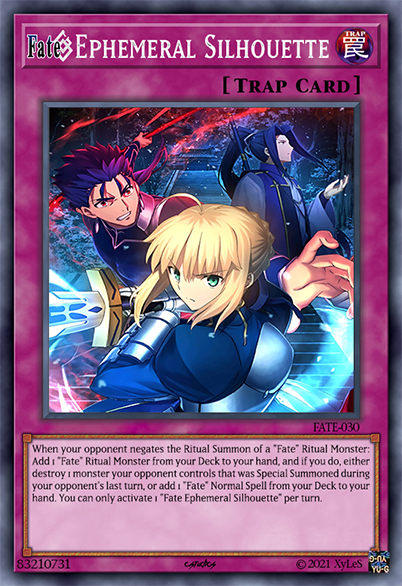 Fate EPHEMERAL SILHOUETTE
TRAP
罠
[TRAP CARD]
FATE-030
When your opponent negates the Ritual Summon of a "Fate" Ritual Monster:
Add 1 "Fate" Ritual Monster from your Deck to your hand, and if you do, either
destroy 1 monster your opponent controls that was Special Summoned during
your opponent's last turn, or add 1 "Fate" Normal Spell from your Deck to your
hand. You can only activate 1 "Fate Ephemeral Silhouette" per turn.
83210731
©2021 XyLeS